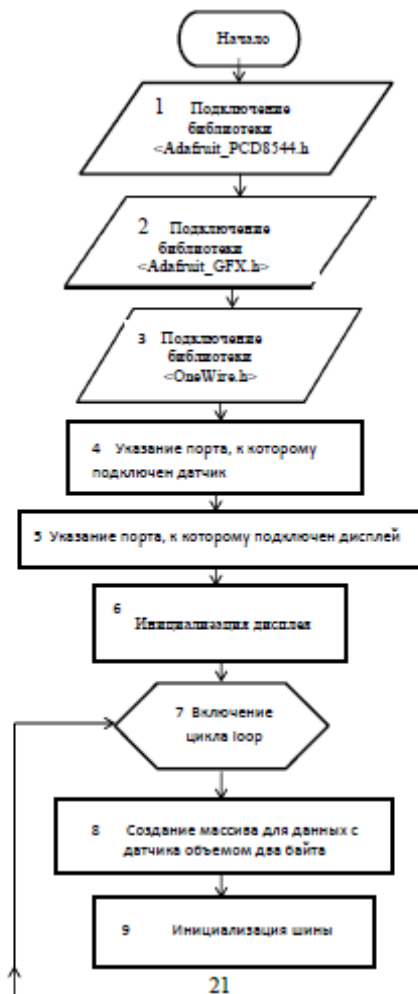 Начало
1 Подключение
библиотеки
<Adafruit_PCD8544.h
2 Подключение
библиотеки
<Adafruit_GFX.h>
3 Подключение
библиотеки
<OneWire.h>
4 Указание порта, к которому
подключен датчик
5 Указание порта, к которому подключен дисплей
6
Инициализация дисплея
7 Включение
цикла loop
8 Создание массива для данных с
датчика объемом два байта
9 Инициализация шины
21